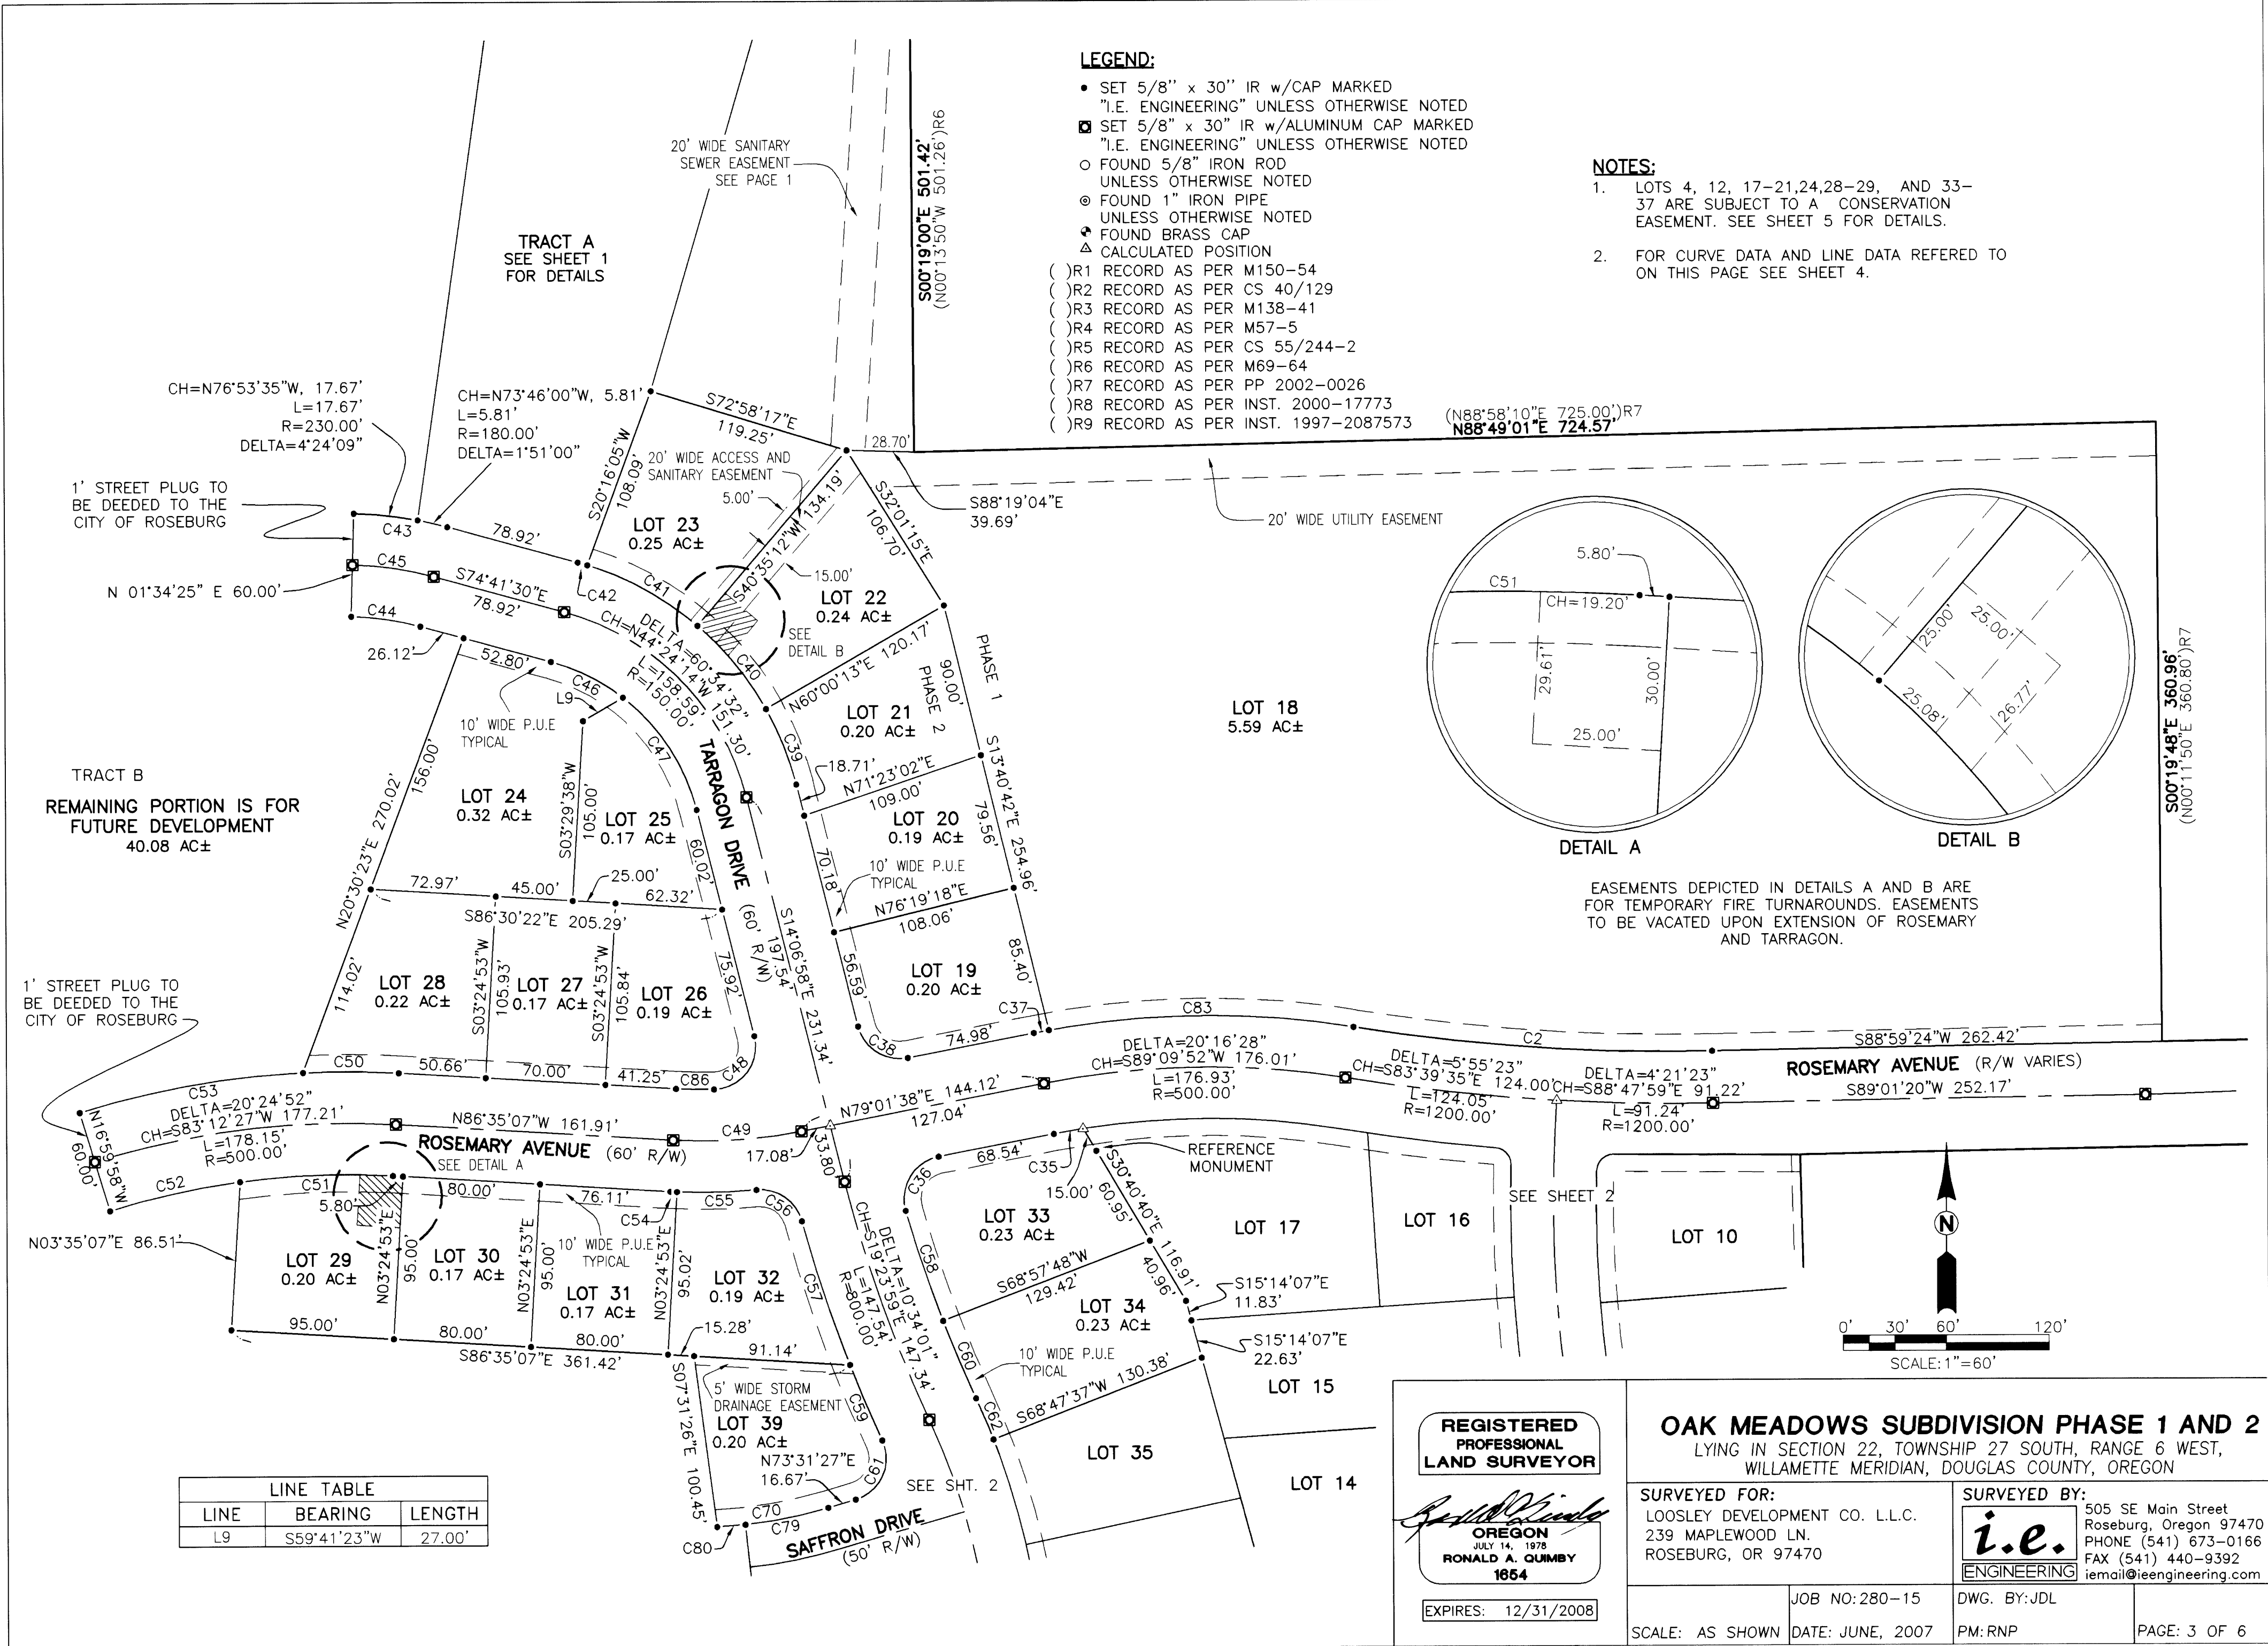 LEGEND:
SET 5/8'' x 30'' IR w/CAP MARKED
"I.E. ENGINEERING" UNLESS OTHERWISE NOTED
SET 5/8" x 30" IR w/ALUMINUM CAP MARKED
"I.E. ENGINEERING" UNLESS OTHERWISE NOTED
FOUND 5/8" IRON ROD
UNLESS OTHERWISE NOTED
FOUND 1" IRON PIPE
UNLESS OTHERWISE NOTED
FOUND BRASS CAP
CALCULATED POSITION
( )R1 RECORD AS PER M150-54
( )R2 RECORD AS PER CS 40/129
( )R3 RECORD AS PER M138-41
( )R4 RECORD AS PER M57-5
( )R5 RECORD AS PER CS 55/244-2
( )R6 RECORD AS PER M69-64
( )R7 RECORD AS PER PP 2002-0026
( )R8 RECORD AS PER INST. 2000-17773
( )R9 RECORD AS PER INST. 1997-2087573
NOTES:
1. LOTS 4, 12, 17-21,24,28-29, AND 33-
37 ARE SUBJECT TO A CONSERVATION
EASEMENT. SEE SHEET 5 FOR DETAILS.
2. FOR CURVE DATA AND LINE DATA REFERED TO
ON THIS PAGE SEE SHEET 4.
20' WIDE SANITARY
SEWER EASEMENT
SEE PAGE 1
S00°19'00"E 501.42'
(N00°13'50"W 501.26')R6
TRACT A
SEE SHEET 1
FOR DETAILS
CH=N76°53'35"W, 17.67'
L=17.67'
R=230.00'
DELTA=4°24'09"
CH=N73°46'00"W, 5.81'
L=5.81'
R=180.00'
DELTA=1°51'00"
S72°58'17"E
119.25'
28.70'
(N88°58'10"E 725.00')R7
N88°49'01"E 724.57'
S20°16'05"W
108.09'
20' WIDE ACCESS AND
SANITARY EASEMENT
5.00'
S40°35'12"W
134.19'
S88°19'04"E
39.69'
20' WIDE UTILITY EASEMENT
1' STREET PLUG TO
BE DEEDED TO THE
CITY OF ROSEBURG
C43
78.92'
LOT 23
0.25 AC±
S32°01'15"E
106.70'
C45
S74°41'30"E
78.92'
C42
C41
15.00'
LOT 22
0.24 AC±
N 01°34'25" E 60.00'
C44
26.12'
52.80'
C46
L9
DELTA=60°34'32"
CH=N44°24'14"W 151.30'
L=158.59'
R=150.00'
SEE
DETAIL B
C40
N60°00'13"E 120.17'
PHASE 1
90.00'
PHASE 2
LOT 21
0.20 AC±
LOT 18
5.59 AC±
C39
10' WIDE P.U.E
TYPICAL
C47
18.71'
N71°23'02"E
109.00'
S13°40'42"E 254.96'
79.56'
TRACT B
REMAINING PORTION IS FOR
FUTURE DEVELOPMENT
40.08 AC±
156.00'
N20°30'23"E 270.02'
LOT 24
0.32 AC±
S03°29'38"W
105.00'
LOT 25
0.17 AC±
TARRAGON DRIVE (60' R/W)
60.02'
LOT 20
0.19 AC±
70.18'
10' WIDE P.U.E
TYPICAL
N76°19'18"E
108.06'
72.97'
45.00'
25.00'
62.32'
S86°30'22"E 205.29'
S14°06'58"E 231.34'
197.54'
75.92'
56.59'
85.40'
LOT 19
0.20 AC±
114.02'
LOT 28
0.22 AC±
S03°24'53"W
105.93'
LOT 27
0.17 AC±
S03°24'53"W
105.84'
LOT 26
0.19 AC±
1' STREET PLUG TO
BE DEEDED TO THE
CITY OF ROSEBURG
C37
C38
74.98'
C83
C2
S88°59'24"W 262.42'
C50
50.66'
70.00'
41.25'
C86
C48
C53
DELTA=20°24'52"
CH=S83°12'27"W 177.21'
L=178.15'
R=500.00'
N16°59'58"W
60.00'
N86°35'07"W 161.91'
C49
ROSEMARY AVENUE (60' R/W)
17.08'
33.80'
N79°01'38"E 144.12'
127.04'
DELTA=20°16'28"
CH=S89°09'52"W 176.01'
L=176.93'
R=500.00'
DELTA=5°55'23"
CH=S83°39'35"E 124.00'
L=124.05'
R=1200.00'
DELTA=4°21'23"
CH=S88°47'59"E 91.22'
L=91.24'
R=1200.00'
ROSEMARY AVENUE (R/W VARIES)
S89°01'20"W 252.17'
S00°19'48"E 360.96'
(N00°11'50"E 360.80')R7
5.80'
C51
CH=19.20'
29.61'
30.00'
25.00'
DETAIL A
25.00'
25.00'
25.08'
26.77'
DETAIL B
EASEMENTS DEPICTED IN DETAILS A AND B ARE
FOR TEMPORARY FIRE TURNAROUNDS. EASEMENTS
TO BE VACATED UPON EXTENSION OF ROSEMARY
AND TARRAGON.
SEE DETAIL A
C52
C51
5.80'
80.00'
76.11'
C54
C55
C56
N03°35'07"E 86.51'
LOT 29
0.20 AC±
N03°24'53"E
95.00'
LOT 30
0.17 AC±
N03°24'53"E
95.00'
10' WIDE P.U.E
TYPICAL
LOT 31
0.17 AC±
N03°24'53"E
95.02'
LOT 32
0.19 AC±
C57
95.00'
80.00'
80.00'
S86°35'07"E 361.42'
15.28'
91.14'
DELTA=10°34'01"
CH=S19°23'59"E 147.34'
L=147.54'
R=800.00'
C36
68.54'
C35
15.00'
REFERENCE
MONUMENT
S30°40'40"E 116.91'
60.95'
LOT 33
0.23 AC±
LOT 17
LOT 16
SEE SHEET 2
LOT 10
C58
S68°57'48"W
129.42'
40.96'
S15°14'07"E
11.83'
LOT 34
0.23 AC±
S15°14'07"E
22.63'
C60
10' WIDE P.U.E
TYPICAL
S68°47'37"W 130.38'
C62
LOT 15
LOT 35
LOT 14
N
0' 30' 60' 120'
SCALE: 1"=60'
5' WIDE STORM
DRAINAGE EASEMENT
S07°31'26"E 100.45'
LOT 39
0.20 AC±
C59
N73°31'27"E
16.67'
C61
C70
C79
C80
SEE SHT. 2
SAFFRON DRIVE
(50' R/W)
LINE TABLE
LINE BEARING LENGTH
L9 S59°41'23"W 27.00'
REGISTERED
PROFESSIONAL
LAND SURVEYOR
OREGON
JULY 14, 1978
RONALD A. QUIMBY
1654
EXPIRES: 12/31/2008
OAK MEADOWS SUBDIVISION PHASE 1 AND 2
LYING IN SECTION 22, TOWNSHIP 27 SOUTH, RANGE 6 WEST,
WILLAMETTE MERIDIAN, DOUGLAS COUNTY, OREGON
SURVEYED FOR:
LOOSLEY DEVELOPMENT CO. L.L.C.
239 MAPLEWOOD LN.
ROSEBURG, OR 97470
SURVEYED BY:
i.e.
ENGINEERING
505 SE Main Street
Roseburg, Oregon 97470
PHONE (541) 673-0166
FAX (541) 440-9392
iemail@ieengineering.com
JOB NO: 280-15
DWG. BY: JDL
SCALE: AS SHOWN
DATE: JUNE, 2007
PM: RNP
PAGE: 3 OF 6